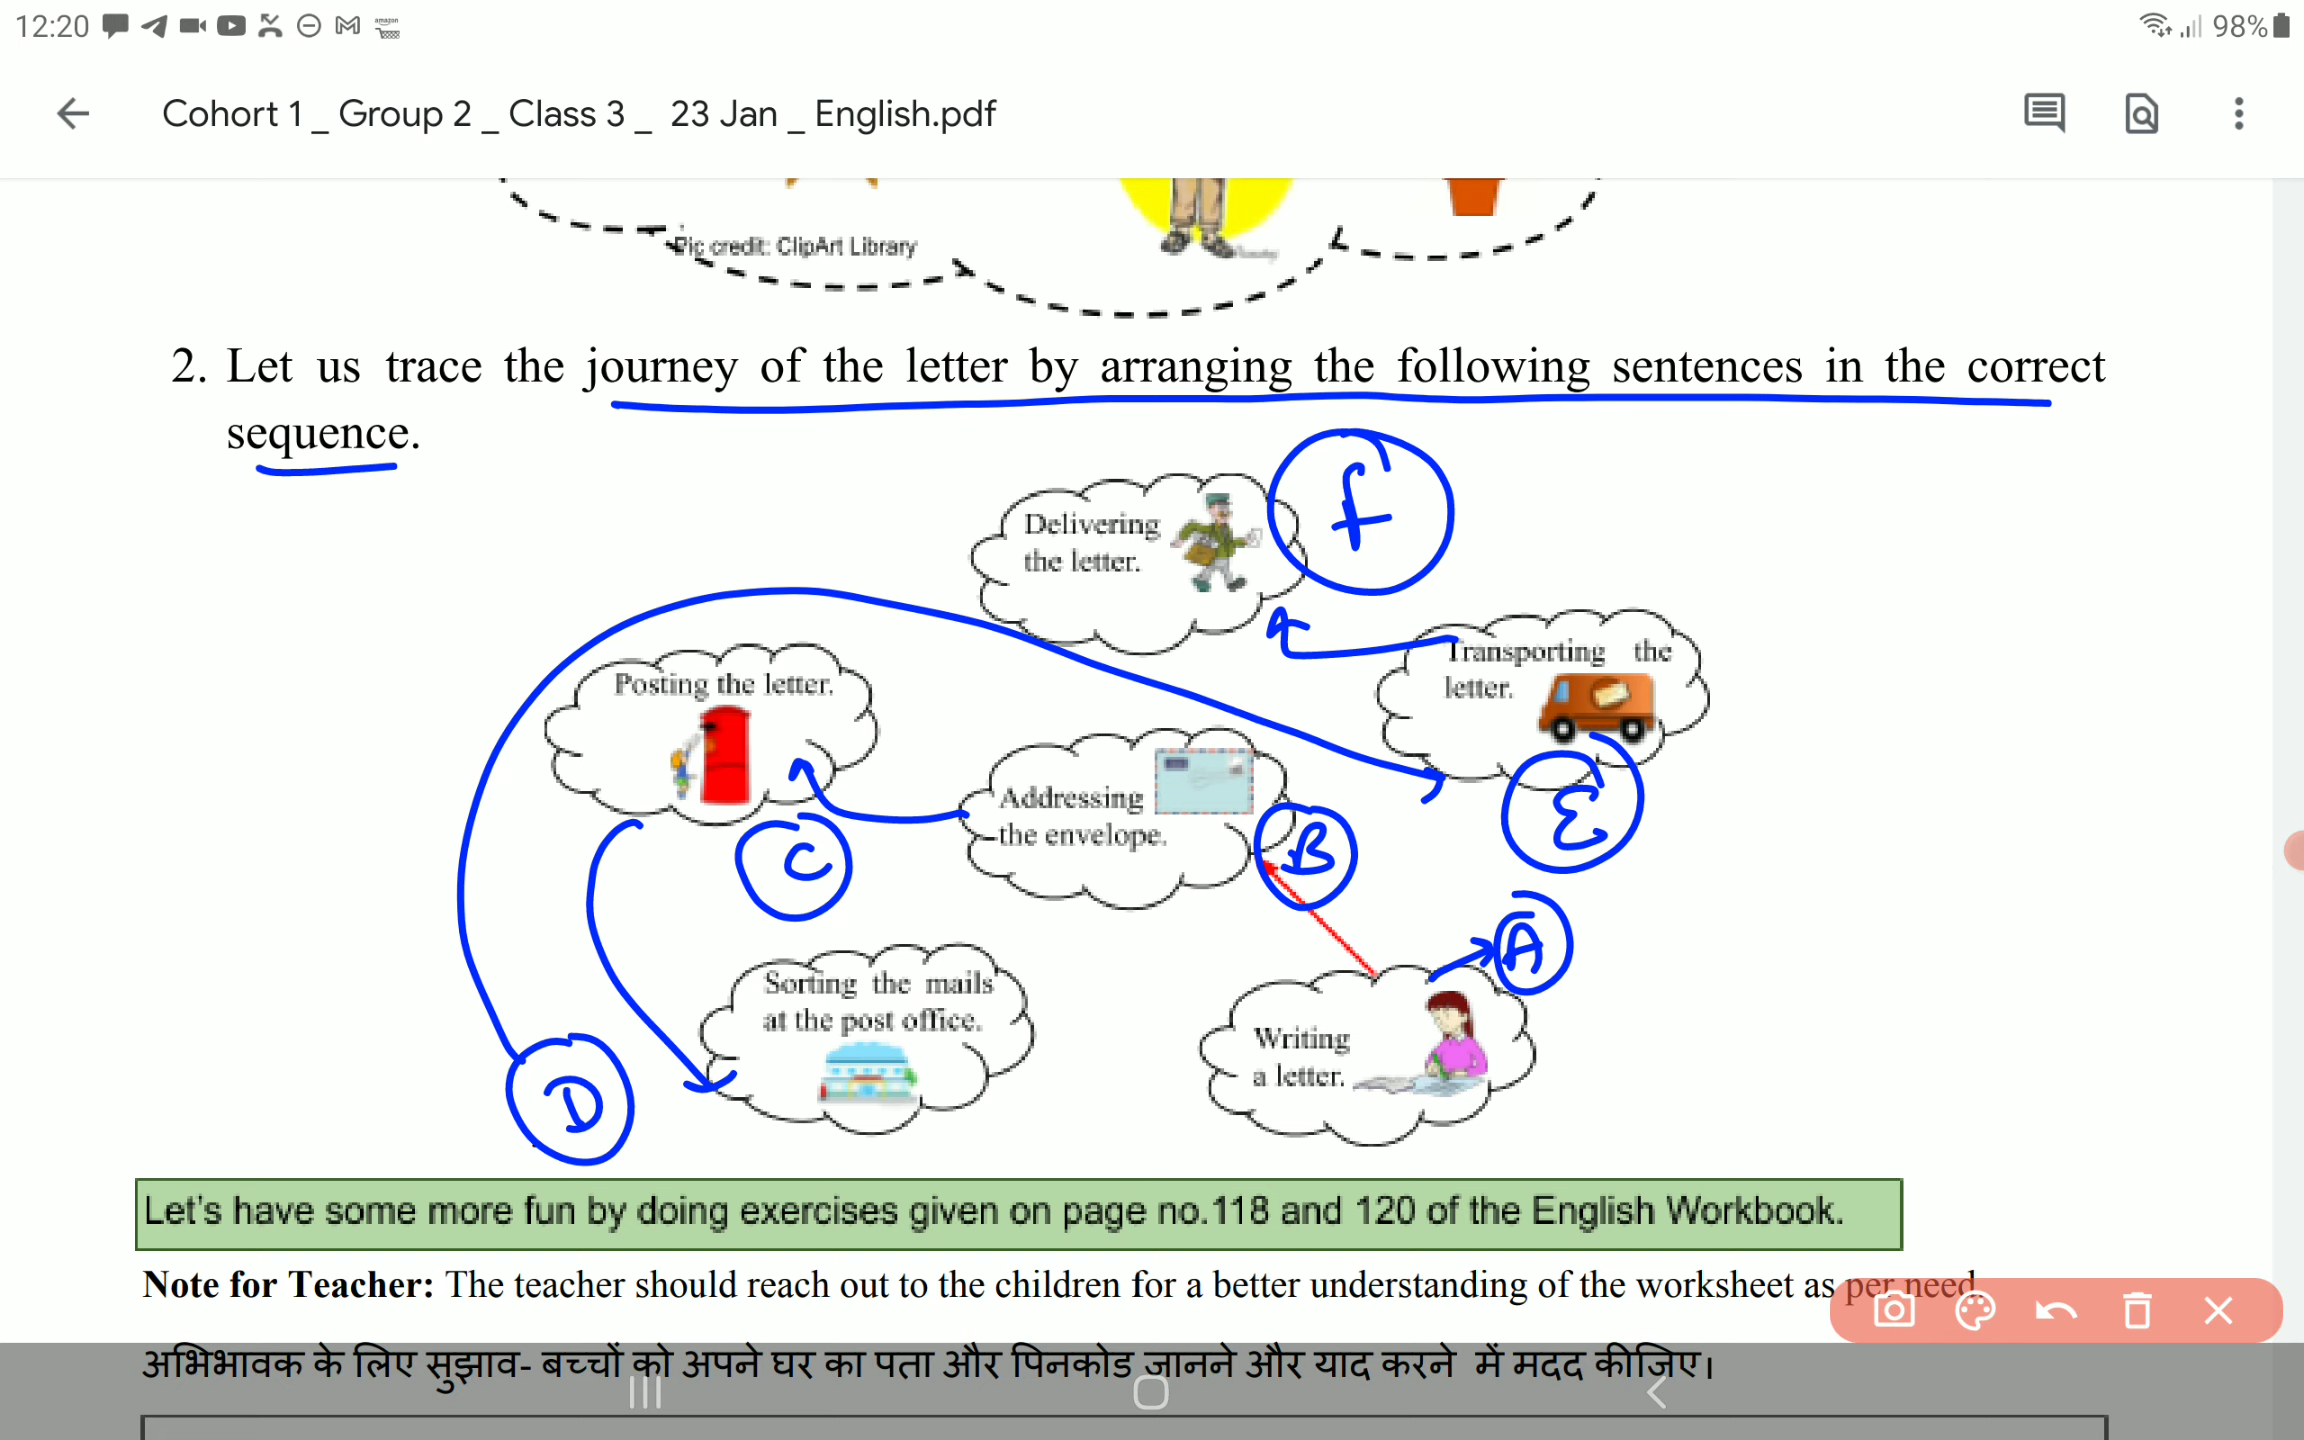 12:20
98%
Cohort 1 _ Group 2 _ Class 3 _ 23 Jan _ English.pdf
Pic credit: ClipArt Library
2. Let us trace the journey of the letter by arranging the following sentences in the correct
sequence.
Delivering
the letter.
f
Transporting the
letter.
E
Posting the letter.
C
Addressing
the envelope.
B
A
Sorting the mails
at the post office.
D
Writing
a letter.
Let's have some more fun by doing exercises given on page no.118 and 120 of the English Workbook.
Note for Teacher: The teacher should reach out to the children for a better understanding of the worksheet as per need.
अभिभावक के लिए सुझाव- बच्चों को अपने घर का पता और पिनकोड जानने और याद करने में मदद कीजिए।